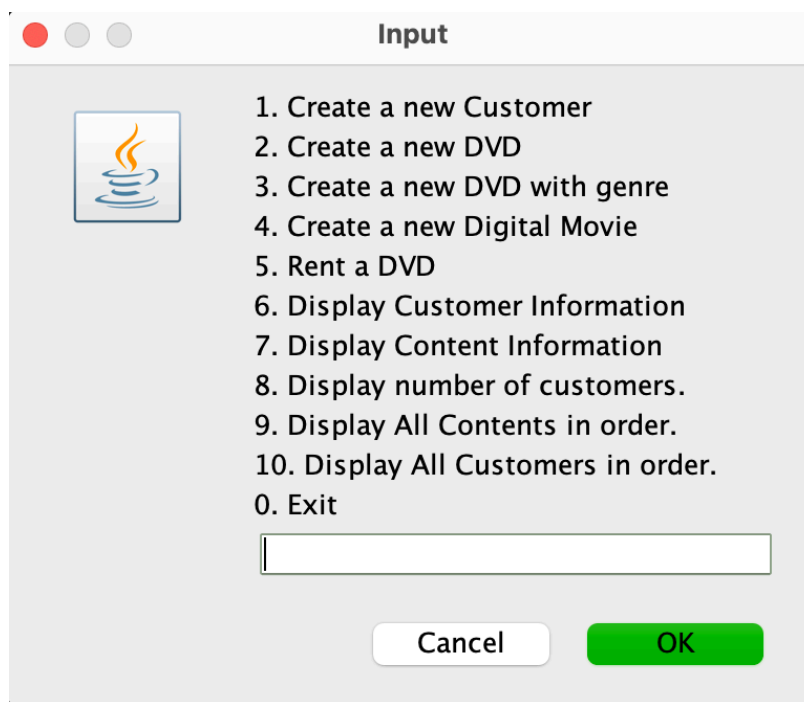 Input
1. Create a new Customer
2. Create a new DVD
3. Create a new DVD with genre
4. Create a new Digital Movie
5. Rent a DVD
6. Display Customer Information
7. Display Content Information
8. Display number of customers.
9. Display All Contents in order.
10. Display All Customers in order.
0. Exit
Cancel OK